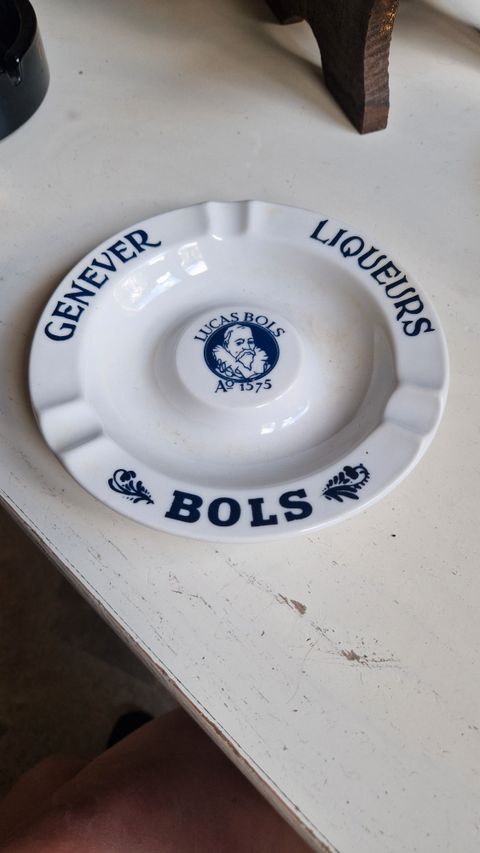 GENEVER
LIQUEURS
LUCAS BOLS
Aº 1575
BOLS